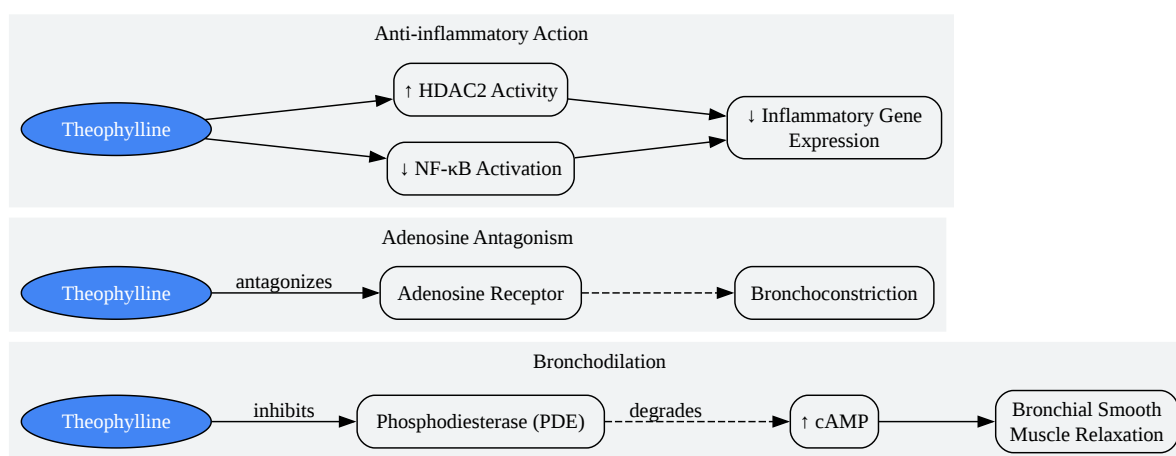 Anti-inflammatory Action
Theophylline
↑ HDAC2 Activity
↓ NF-κB Activation
↓ Inflammatory Gene
Expression
Adenosine Antagonism
Theophylline
antagonizes
Adenosine Receptor
Bronchoconstriction
Bronchodilation
Theophylline
inhibits
Phosphodiesterase (PDE)
degrades
↑ cAMP
Bronchial Smooth
Muscle Relaxation